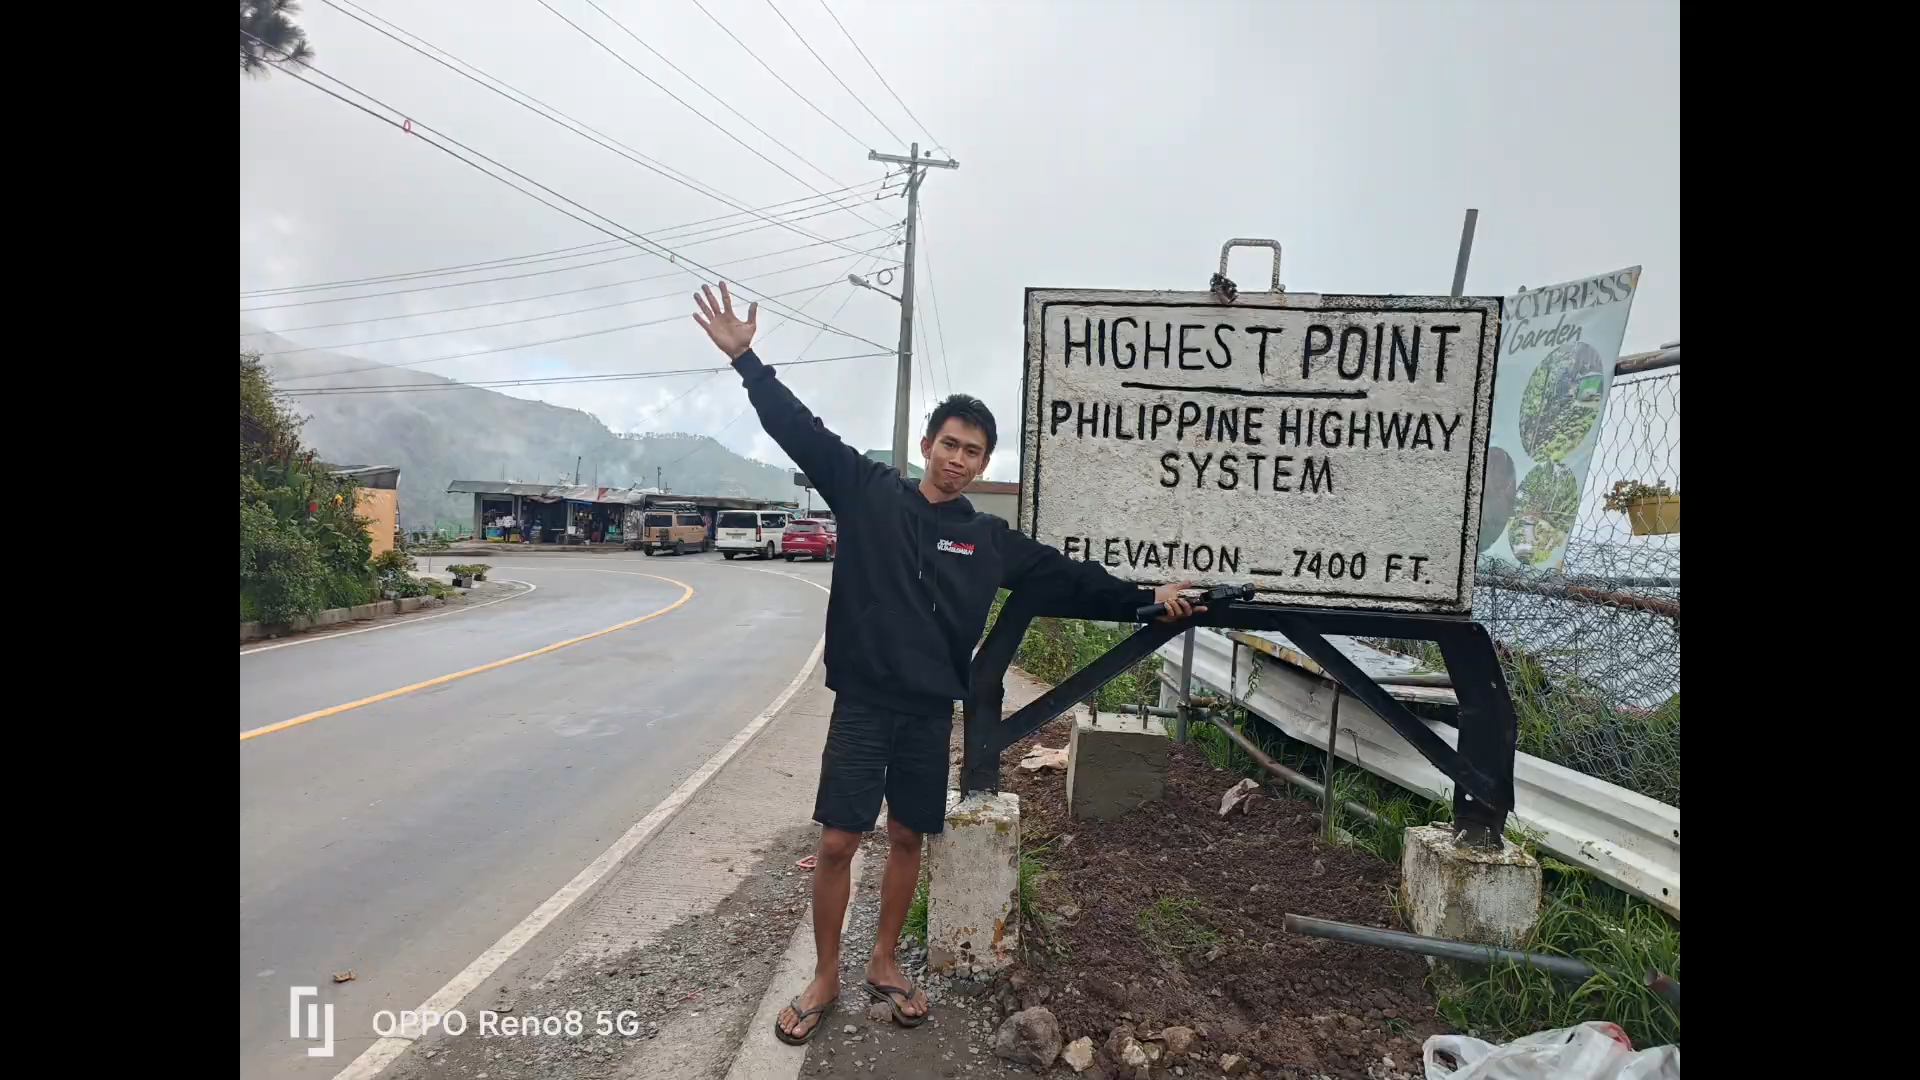 HIGHEST POINT
PHILIPPINE HIGHWAY
SYSTEM
ELEVATION _ 7400 FT.
CYPRESS
Garden
OPPO Reno8 5G